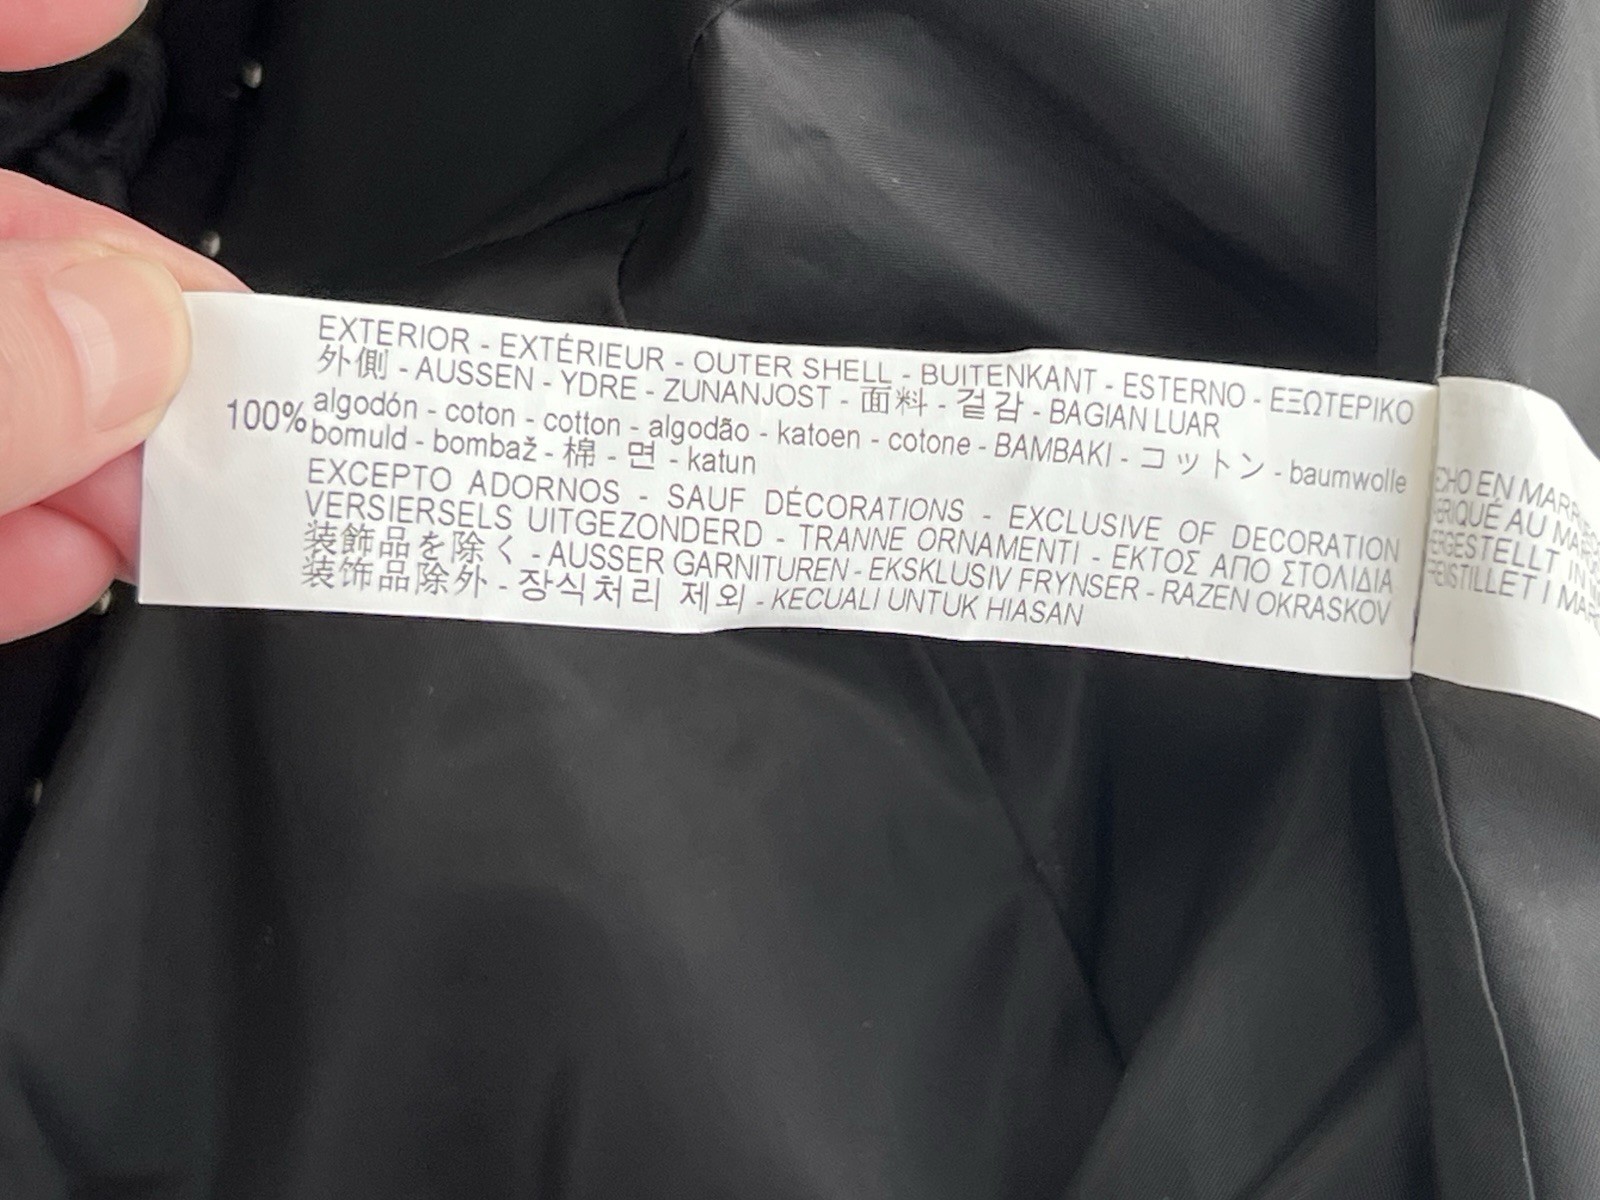 EXTERIOR - EXTÉRIEUR - OUTER SHELL - BUITENKANT - ESTERNO - ΕΞΩΤΕΡΙΚΟ
外側 - AUSSEN - YDRE - ZUNANJOST - 面料 - 겉감 - BAGIAN LUAR
100% algodón - coton - cotton - algodão - katoen - cotone - BAMBAKI - コットン - baumwolle
bomuld - bombaž - 棉 - 면 - katun
EXCEPTO ADORNOS - SAUF DÉCORATIONS - EXCLUSIVE OF DECORATION
VERSIERSELS UITGEZONDERD - TRANNE ORNAMENTI - ΕΚΤΟΣ ΑΠΟ ΣΤΟΛΙΔΙΑ
装飾品を除く - AUSSER GARNITUREN - EKSKLUSIV FRYNSER - RAZEN OKRASKOV
装饰品除外 - 장식처리 제외 - KECUALI UNTUK HIASAN
EN
AU
IN
I